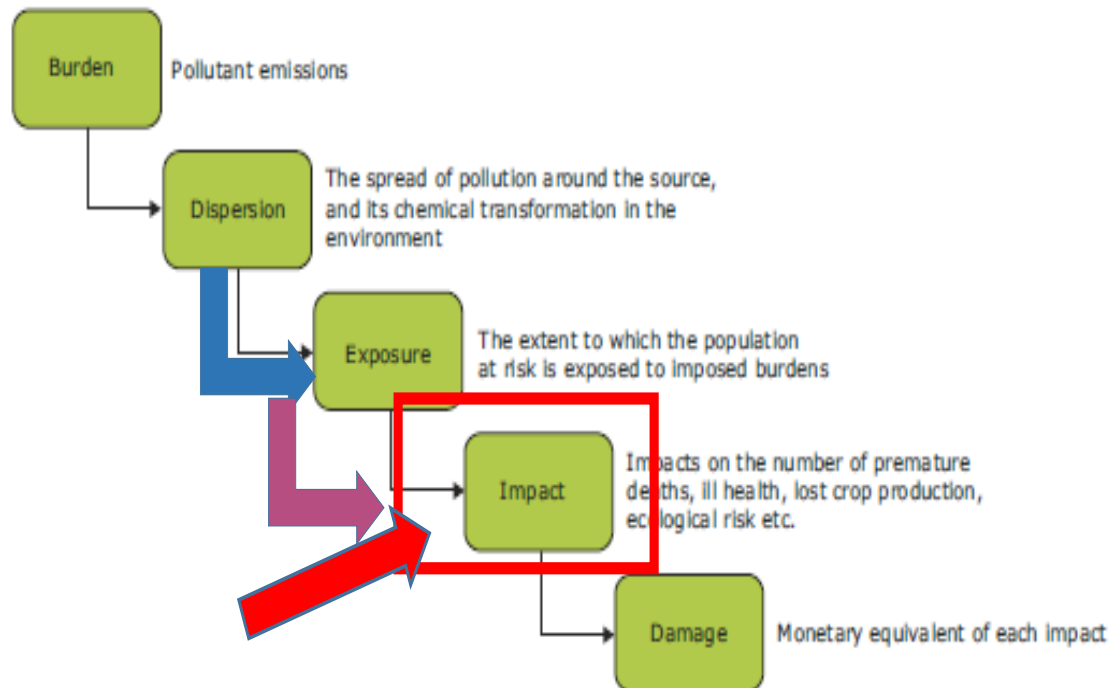 Burden
Pollutant emissions
Dispersion
The spread of pollution around the source,
and its chemical transformation in the
environment
Exposure
The extent to which the population
at risk is exposed to imposed burdens
Impact
Impacts on the number of premature
deaths, ill health, lost crop production,
ecological risk etc.
Damage
Monetary equivalent of each impact